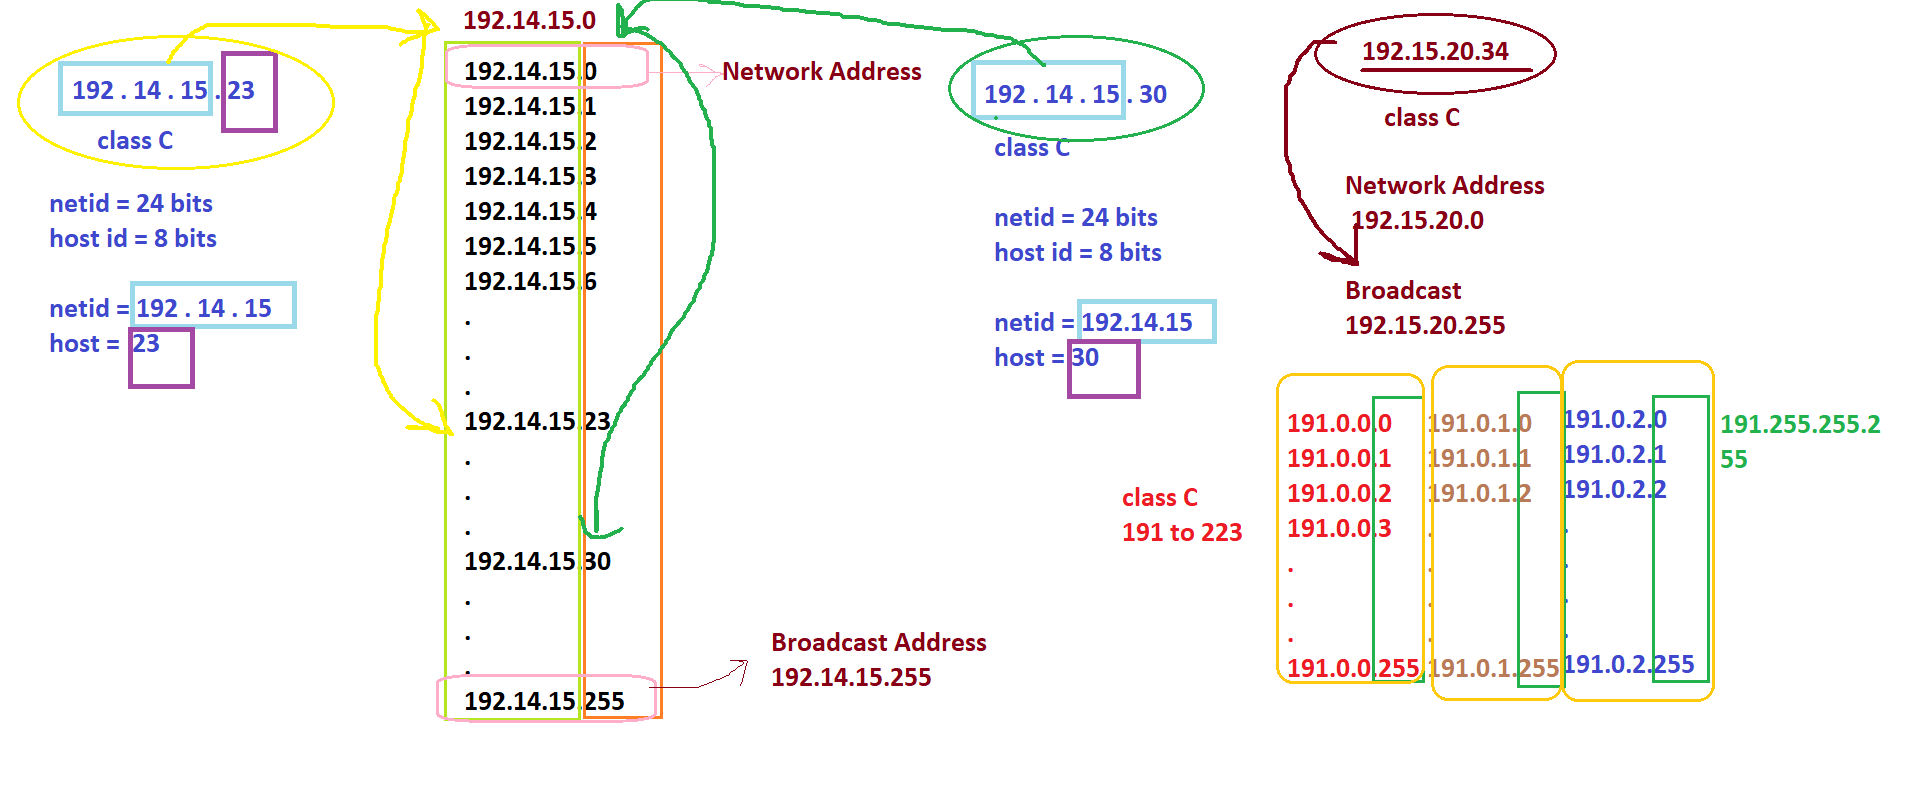 192 . 14 . 15 . 23
class C
netid = 24 bits
host id = 8 bits
netid = 192 . 14 . 15
host = 23
192.14.15.0
192.14.15.0
192.14.15.1
192.14.15.2
192.14.15.3
192.14.15.4
192.14.15.5
192.14.15.6
.
.
.
192.14.15.23
.
.
.
192.14.15.30
.
.
.
192.14.15.255
Network Address
Broadcast Address
192.14.15.255
192 . 14 . 15 . 30
class C
netid = 24 bits
host id = 8 bits
netid = 192.14.15
host = 30
192.15.20.34
class C
Network Address
192.15.20.0
Broadcast
192.15.20.255
class C
191 to 223
191.0.0.0
191.0.0.1
191.0.0.2
191.0.0.3
.
.
.
191.0.0.255
191.0.1.0
191.0.1.1
191.0.1.2
.
.
.
.
191.0.1.255
191.0.2.0
191.0.2.1
191.0.2.2
.
.
.
.
191.0.2.255
191.255.255.2
55